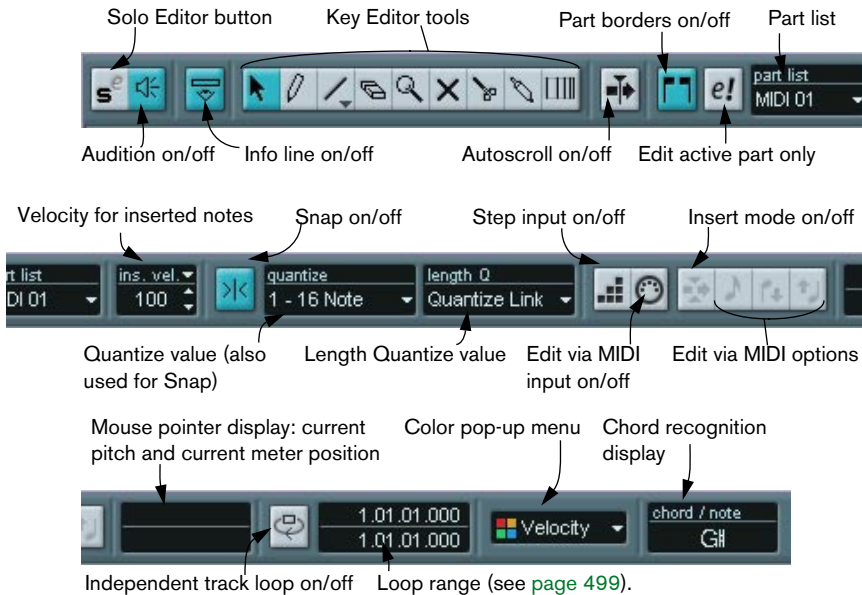 Solo Editor button
Key Editor tools
Part borders on/off
Part list
se
e!
part list
MIDI 01
Audition on/off
Info line on/off
Autoscroll on/off
Edit active part only
Velocity for inserted notes
Snap on/off
Step input on/off
Insert mode on/off
rt list
DI 01
ins. vel.
100
quantize
1 - 16 Note
length Q
Quantize Link
Quantize value (also
used for Snap)
Length Quantize value
Edit via MIDI
input on/off
Edit via MIDI options
Mouse pointer display: current
pitch and current meter position
Color pop-up menu
Chord recognition
display
1.01.01.000
1.01.01.000
Velocity
chord / note
G#
Independent track loop on/off
Loop range (see page 499).